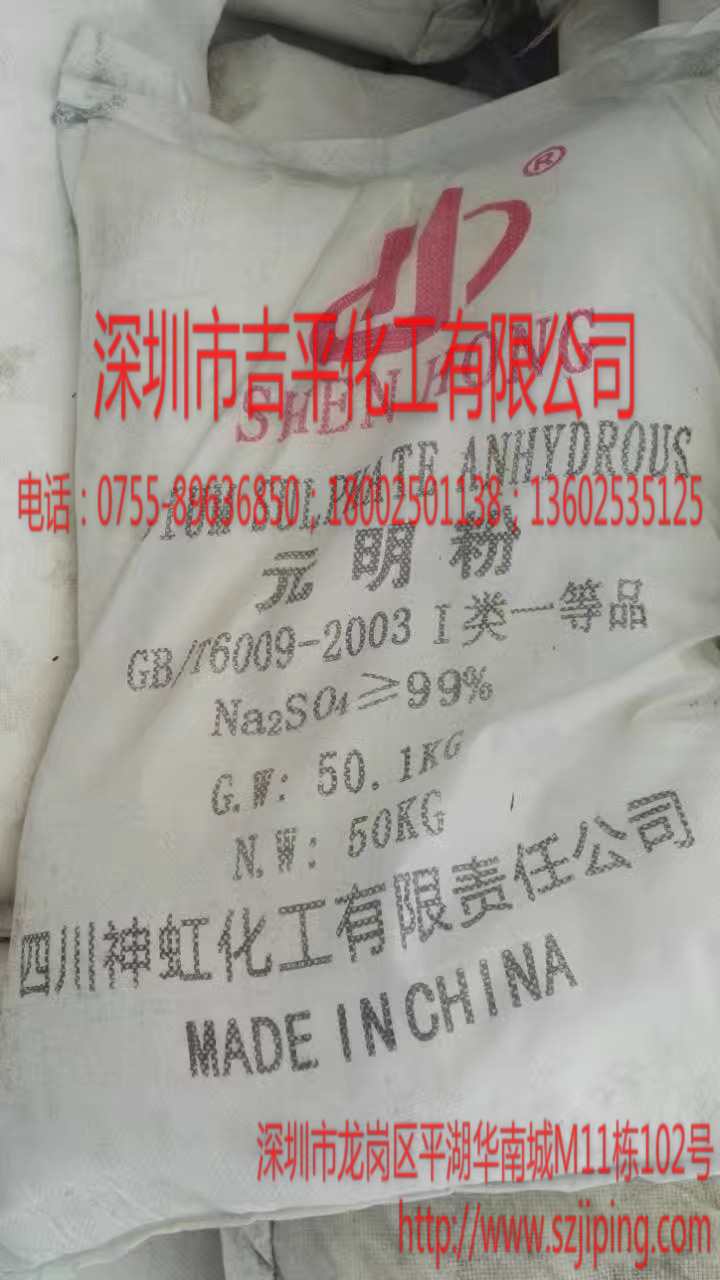 ®
深圳市吉平化工有限公司
SHEN HONG
SULPHATE ANHYDROUS
电话：0755-89636850；18002501138；13602535125
元明粉
GB/T6009-2003 I类一等品
Na₂SO₄≥99%
G.W: 50.1KG
N.W: 50KG
四川神虹化工有限责任公司
MADE IN CHINA
深圳市龙岗区平湖华南城M11栋102号
http://www.szjiping.com